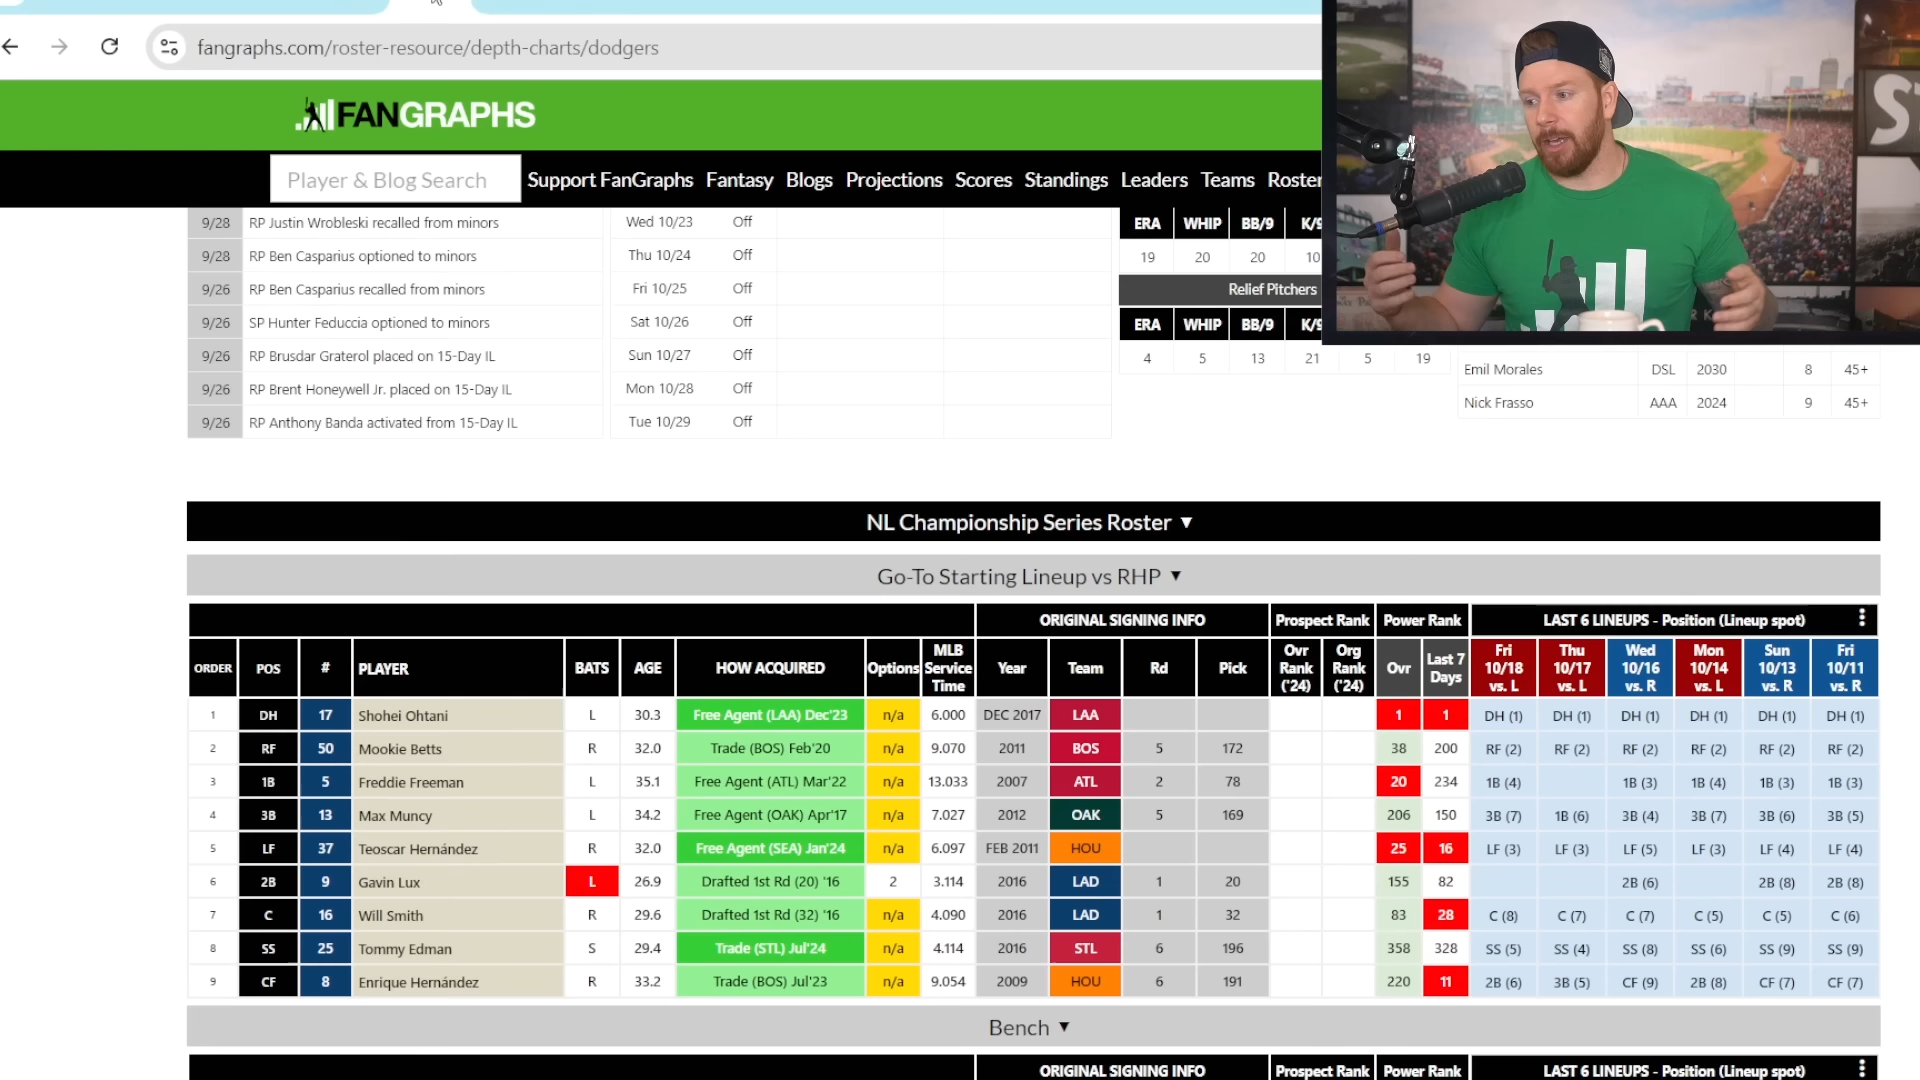 fangraphs.com/roster-resource/depth-charts/dodgers
FANGRAPHS
Player & Blog Search Support FanGraphs Fantasy Blogs Projections Scores Standings Leaders Teams Roster
9/28 RP Justin Wrobleski recalled from minors Wed 10/23 Off ERA WHIP BB/9 K/9
9/28 RP Ben Casparius optioned to minors Thu 10/24 Off 19 20 20 10
9/26 RP Ben Casparius recalled from minors Fri 10/25 Off Relief Pitchers
9/26 SP Hunter Feduccia optioned to minors Sat 10/26 Off ERA WHIP BB/9 K/9
9/26 RP Brusdar Graterol placed on 15-Day IL Sun 10/27 Off 4 5 13 21 5 19
Emil Morales DSL 2030 8 45+
9/26 RP Brent Honeywell Jr. placed on 15-Day IL Mon 10/28 Off
Nick Frasso AAA 2024 9 45+
9/26 RP Anthony Banda activated from 15-Day IL Tue 10/29 Off
NL Championship Series Roster ▼
Go-To Starting Lineup vs RHP ▼
ORIGINAL SIGNING INFO Prospect Rank Power Rank LAST 6 LINEUPS - Position (Lineup spot)
ORDER POS # PLAYER BATS AGE HOW ACQUIRED Options MLB Service Time Year Team Rd Pick Ovr Rank ('24) Org Rank ('24) Ovr Last 7 Days Fri 10/18 vs. L Thu 10/17 vs. L Wed 10/16 vs. R Mon 10/14 vs. L Sun 10/13 vs. R Fri 10/11 vs. R
1 DH 17 Shohei Ohtani L 30.3 Free Agent (LAA) Dec'23 n/a 6.000 DEC 2017 LAA 1 1 DH (1) DH (1) DH (1) DH (1) DH (1) DH (1)
2 RF 50 Mookie Betts R 32.0 Trade (BOS) Feb'20 n/a 9.070 2011 BOS 5 172 38 200 RF (2) RF (2) RF (2) RF (2) RF (2) RF (2)
3 1B 5 Freddie Freeman L 35.1 Free Agent (ATL) Mar'22 n/a 13.033 2007 ATL 2 78 20 234 1B (4) 1B (3) 1B (4) 1B (3) 1B (3)
4 3B 13 Max Muncy L 34.2 Free Agent (OAK) Apr'17 n/a 7.027 2012 OAK 5 169 206 150 3B (7) 1B (6) 3B (4) 3B (7) 3B (6) 3B (5)
5 LF 37 Teoscar Hernández R 32.0 Free Agent (SEA) Jan'24 n/a 6.097 FEB 2011 HOU 25 16 LF (3) LF (3) LF (5) LF (3) LF (4) LF (4)
6 2B 9 Gavin Lux L 26.9 Drafted 1st Rd (20) '16 2 3.114 2016 LAD 1 20 155 82 2B (6) 2B (8) 2B (8)
7 C 16 Will Smith R 29.6 Drafted 1st Rd (32) '16 n/a 4.090 2016 LAD 1 32 83 28 C (8) C (7) C (7) C (5) C (5) C (6)
8 SS 25 Tommy Edman S 29.4 Trade (STL) Jul'24 n/a 4.114 2016 STL 6 196 358 328 SS (5) SS (4) SS (8) SS (6) SS (9) SS (9)
9 CF 8 Enrique Hernández R 33.2 Trade (BOS) Jul'23 n/a 9.054 2009 HOU 6 191 220 11 2B (6) 3B (5) CF (9) 2B (8) CF (7) CF (7)
Bench ▼
ORIGINAL SIGNING INFO Prospect Rank Power Rank LAST 6 LINEUPS - Position (Lineup spot)